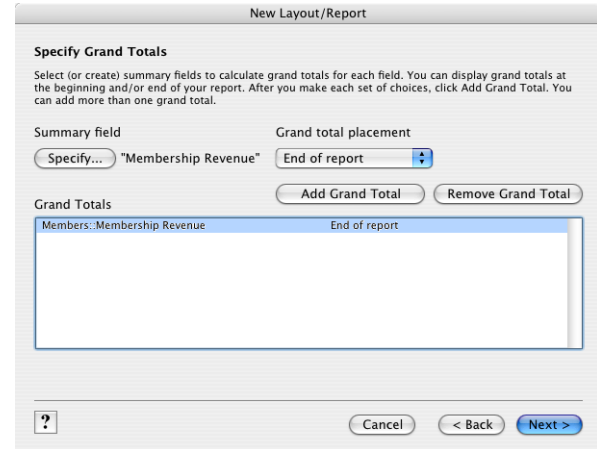 New Layout/Report
Specify Grand Totals
Select (or create) summary fields to calculate grand totals for each field. You can display grand totals at
the beginning and/or end of your report. After you make each set of choices, click Add Grand Total. You
can add more than one grand total.
Summary field
Grand total placement
Specify... "Membership Revenue"
End of report
Add Grand Total
Remove Grand Total
Grand Totals
Members::Membership Revenue End of report
?
Cancel
< Back
Next >